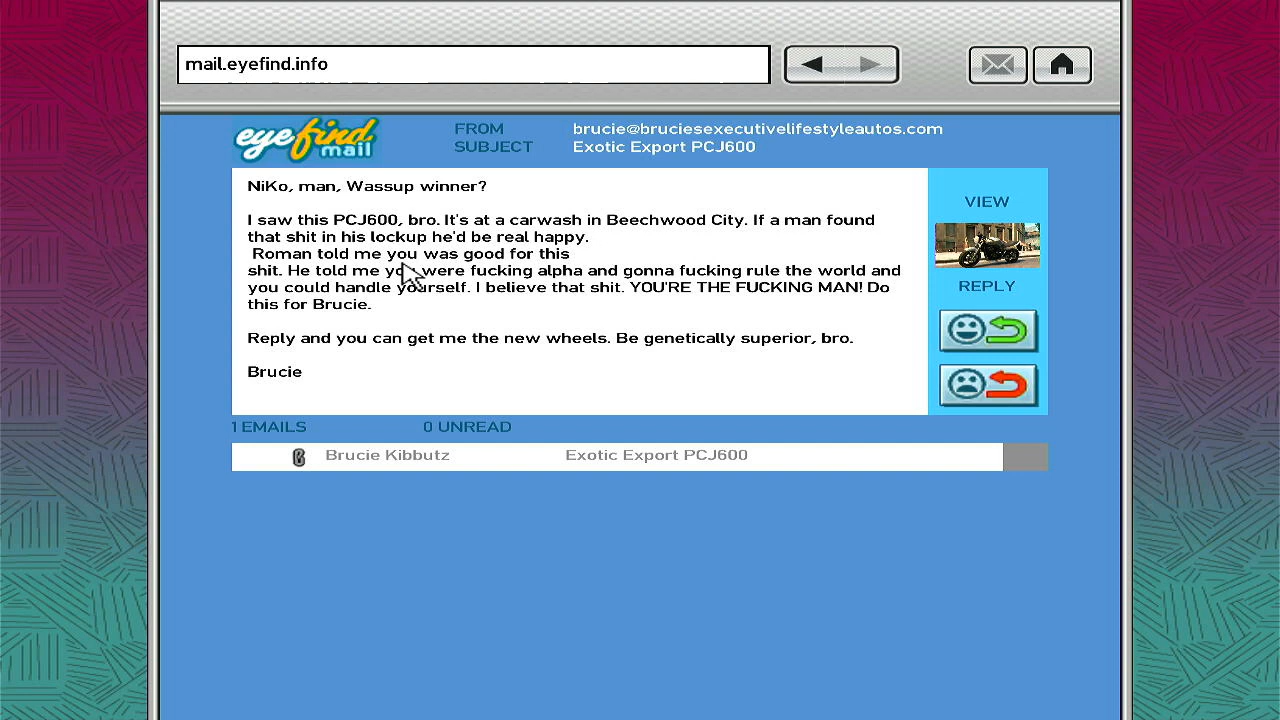 mail.eyefind.info
eyefind
mail
FROM brucie@bruciesexecutivelifestyleautos.com
SUBJECT Exotic Export PCJ600
NiKo, man, Wassup winner?
I saw this PCJ600, bro. It's at a carwash in Beechwood City. If a man found
that shit in his lockup he'd be real happy.
Roman told me you was good for this
shit. He told me you were fucking alpha and gonna fucking rule the world and
you could handle yourself. I believe that shit. YOU'RE THE FUCKING MAN! Do
this for Brucie.
Reply and you can get me the new wheels. Be genetically superior, bro.
Brucie
VIEW
REPLY
1 EMAILS 0 UNREAD
Brucie Kibbutz Exotic Export PCJ600